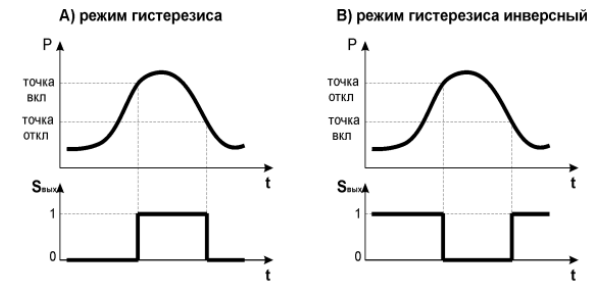 А) режим гистерезиса
P
точка
вкл
точка
откл
t
Sвых
1
0
t
В) режим гистерезиса инверсный
P
точка
откл
точка
вкл
t
Sвых
1
0
t